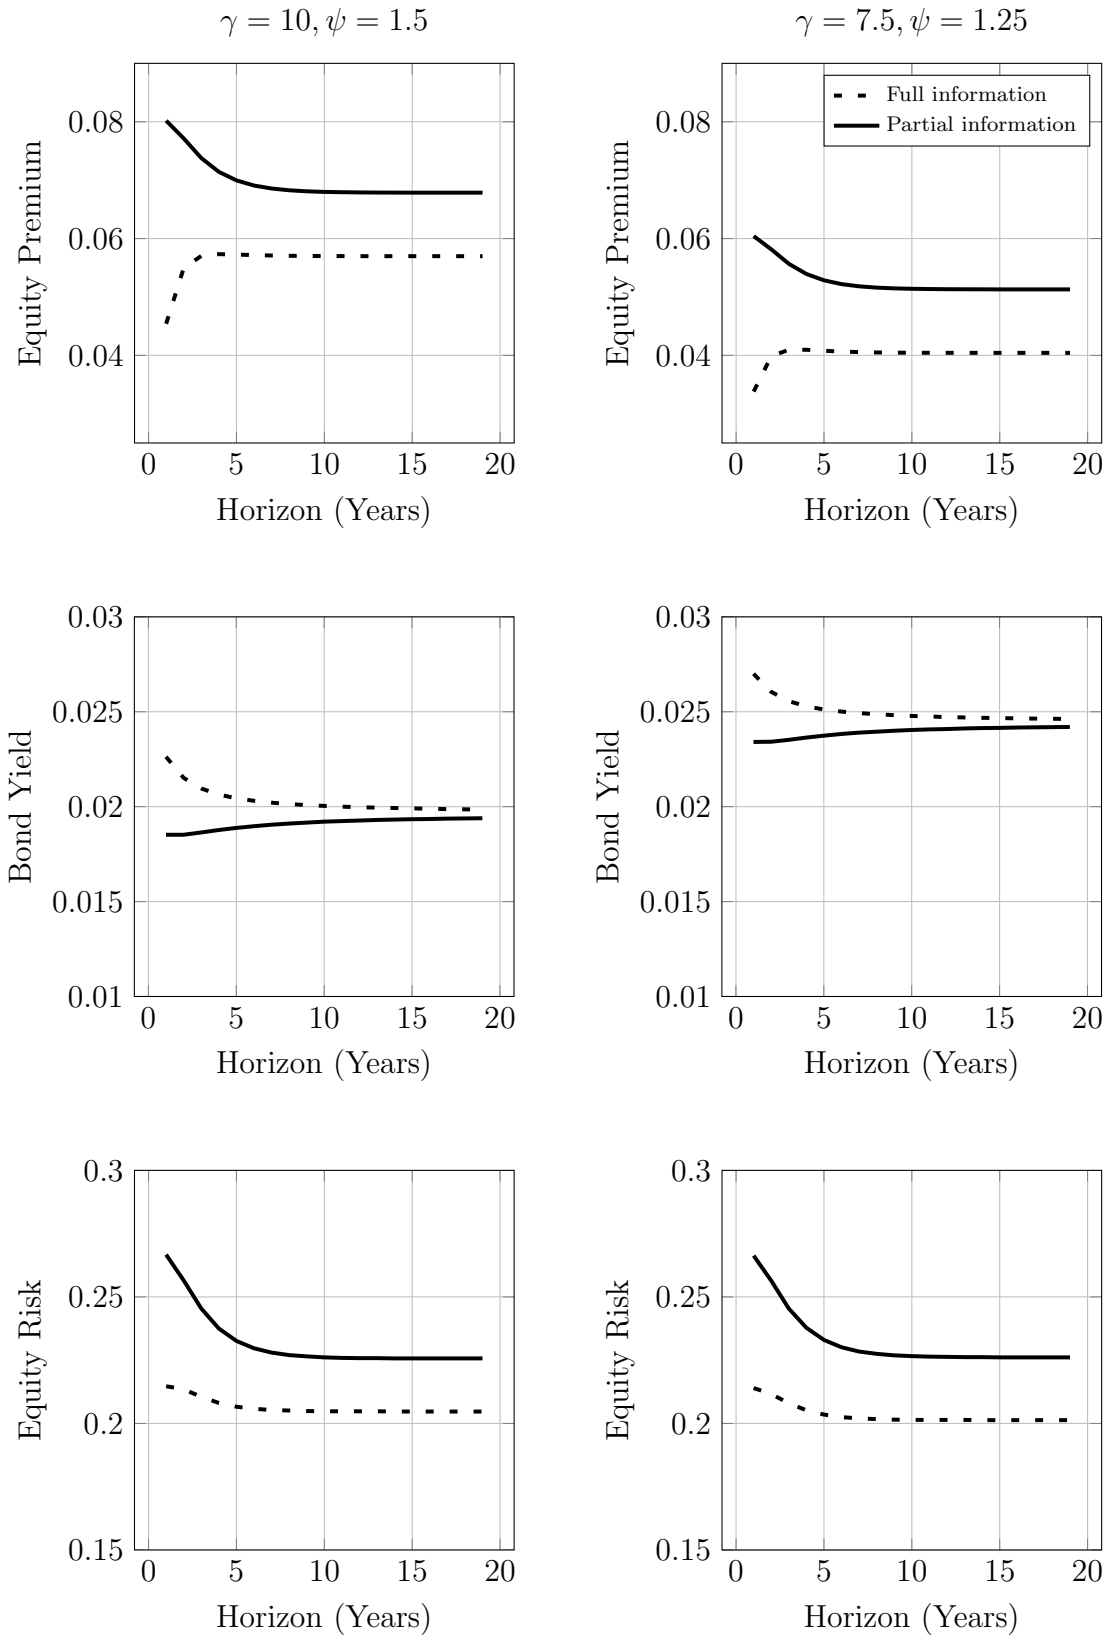 γ = 10, ψ = 1.5
γ = 7.5, ψ = 1.25
Equity Premium
0.08
0.06
0.04
0 5 10 15 20
Horizon (Years)
Equity Premium
0.08
0.06
0.04
Full information
Partial information
0 5 10 15 20
Horizon (Years)
Bond Yield
0.03
0.025
0.02
0.015
0.01
0 5 10 15 20
Horizon (Years)
Bond Yield
0.03
0.025
0.02
0.015
0.01
0 5 10 15 20
Horizon (Years)
Equity Risk
0.3
0.25
0.2
0.15
0 5 10 15 20
Horizon (Years)
Equity Risk
0.3
0.25
0.2
0.15
0 5 10 15 20
Horizon (Years)